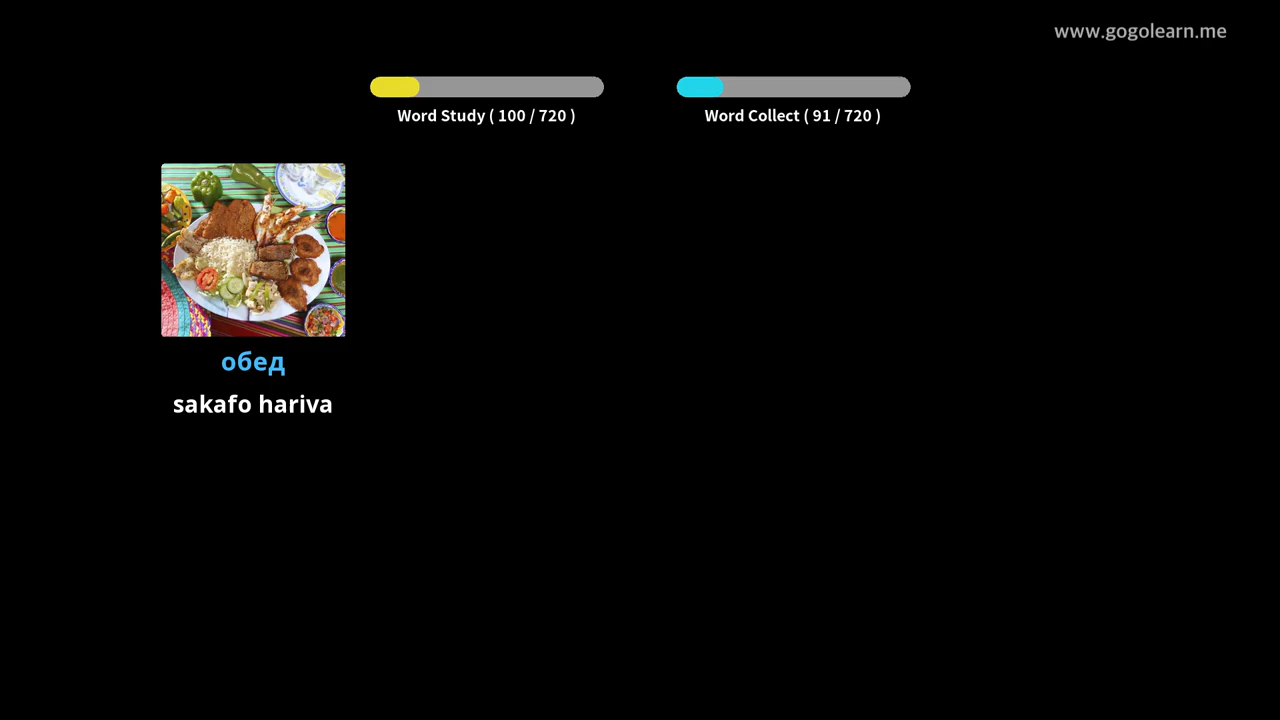 www.gogolearn.me
Word Study ( 100 / 720 )
Word Collect ( 91 / 720 )
обед
sakafo hariva